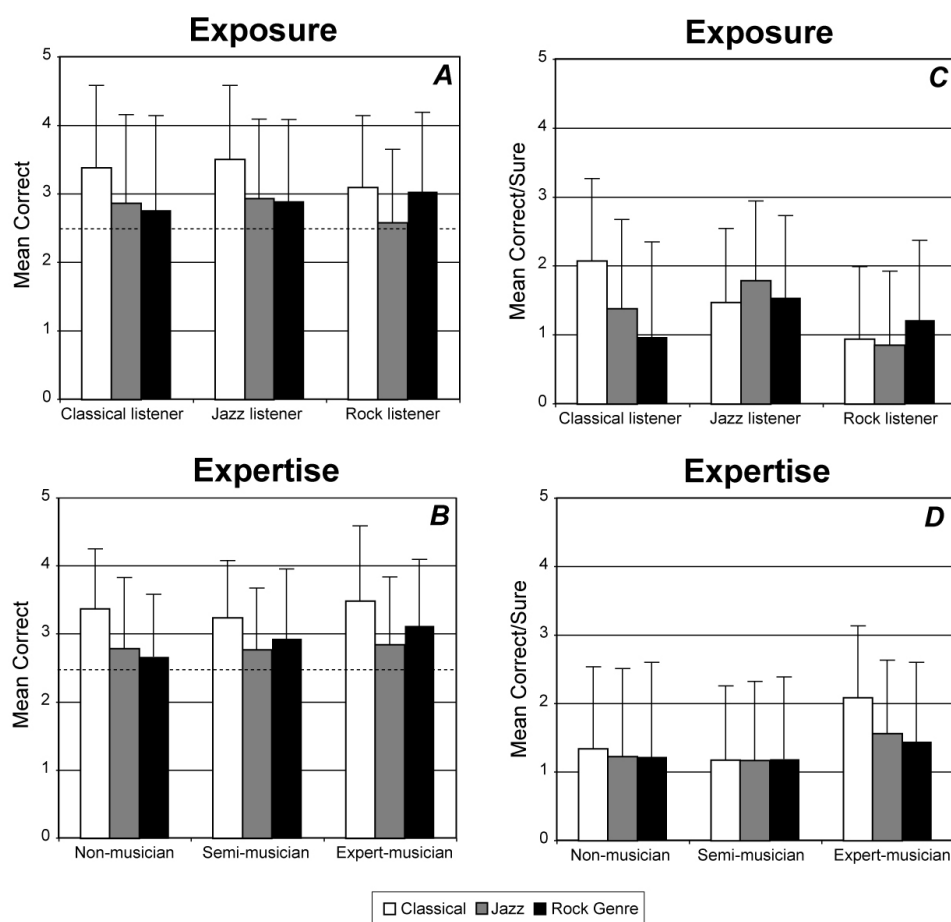 Exposure
A
Mean Correct
5
4
3
2
1
0
Classical listener Jazz listener Rock listener
Exposure
C
Mean Correct/Sure
5
4
3
2
1
0
Classical listener Jazz listener Rock listener
Expertise
B
Mean Correct
5
4
3
2
1
0
Non-musician Semi-musician Expert-musician
Expertise
D
Mean Correct/Sure
5
4
3
2
1
0
Non-musician Semi-musician Expert-musician
Classical Jazz Rock Genre